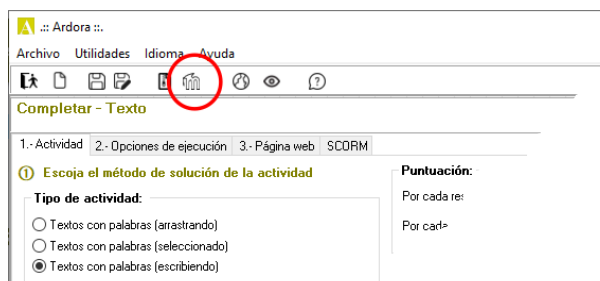 .:: Ardora ::.
Archivo Utilidades Idioma Ayuda
Completar - Texto
1.- Actividad 2.- Opciones de ejecución 3.- Página web SCORM
① Escoja el método de solución de la actividad
Puntuación:
Tipo de actividad:
Por cada
Textos con palabras (arrastrando)
Por
Textos con palabras (seleccionado)
Textos con palabras (escribiendo)